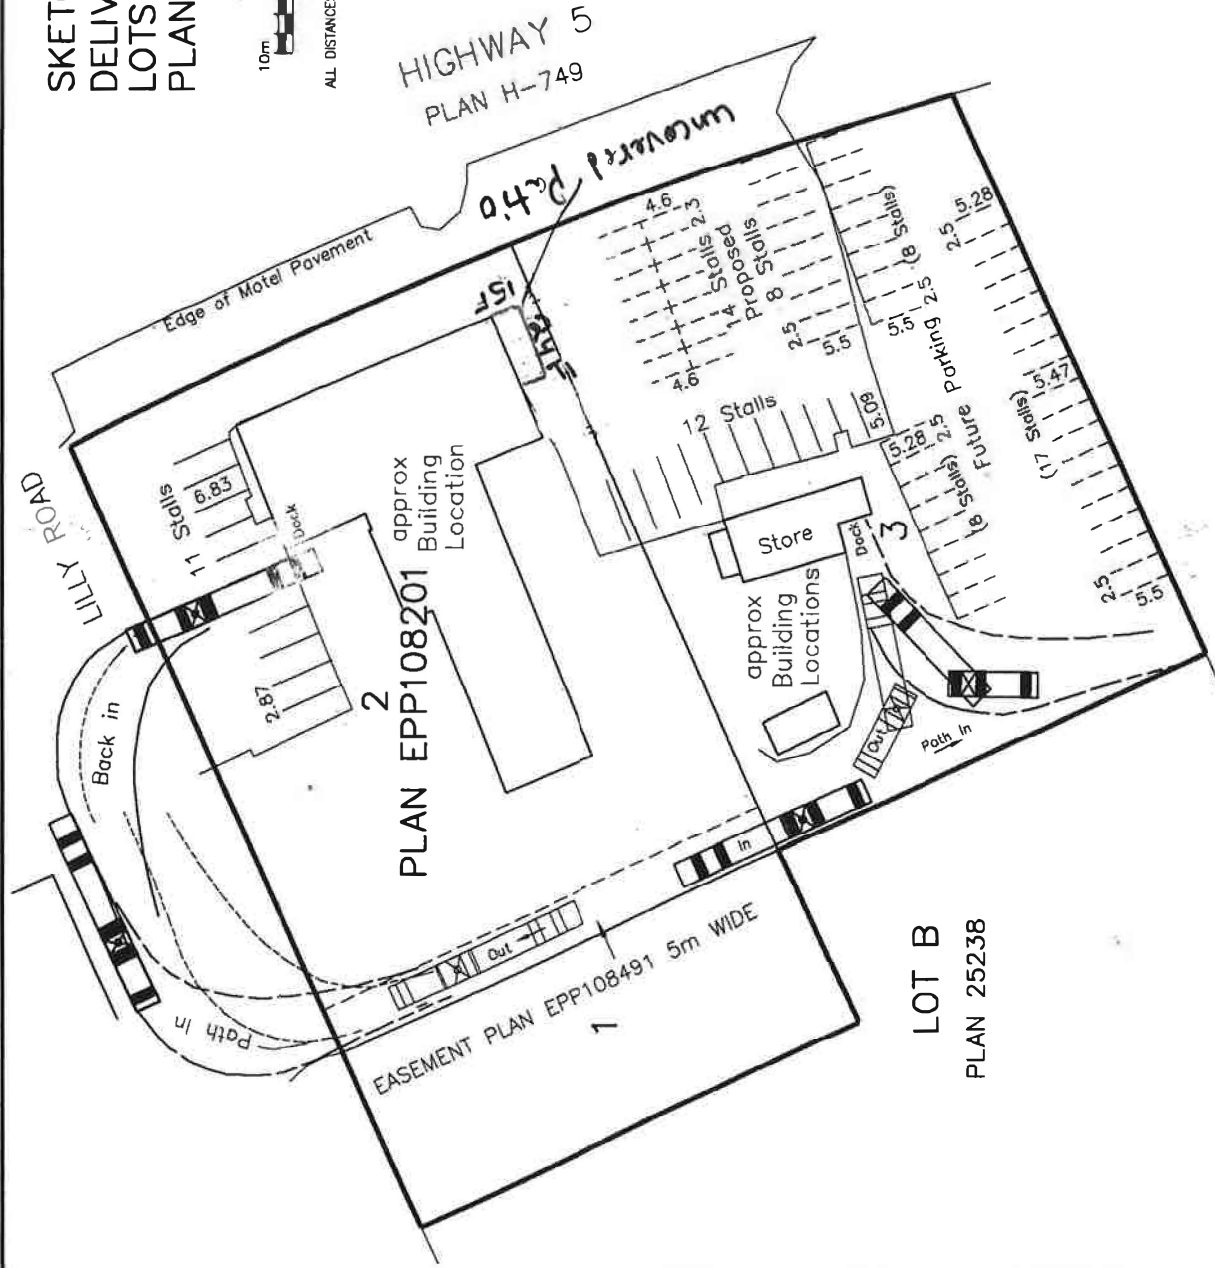 SKET
DELIV
LOTS
PLAN
10m
ALL DISTANCE
HIGHWAY 5
PLAN H-749
uncovered Patio
Edge of Motel Pavement
LILLY ROAD
11 Stalls
6.83
Dock
2.87
Back in
Path In
approx
Building
Location
2
PLAN EPP108201
15F
4.6
2.3
14 Stalls
Proposed
8 Stalls
4.6
2.5
5.5
12 Stalls
5.09
(8 Stalls)
2.5
5.5
2.5
5.28
Future Parking
5.28
2.5
(8 Stalls)
(17 Stalls)
5.47
2.5
5.5
Store
Dock
3
approx
Building
Locations
Out
Path In
In
Out
EASEMENT PLAN EPP108491 5m WIDE
1
LOT B
PLAN 25238